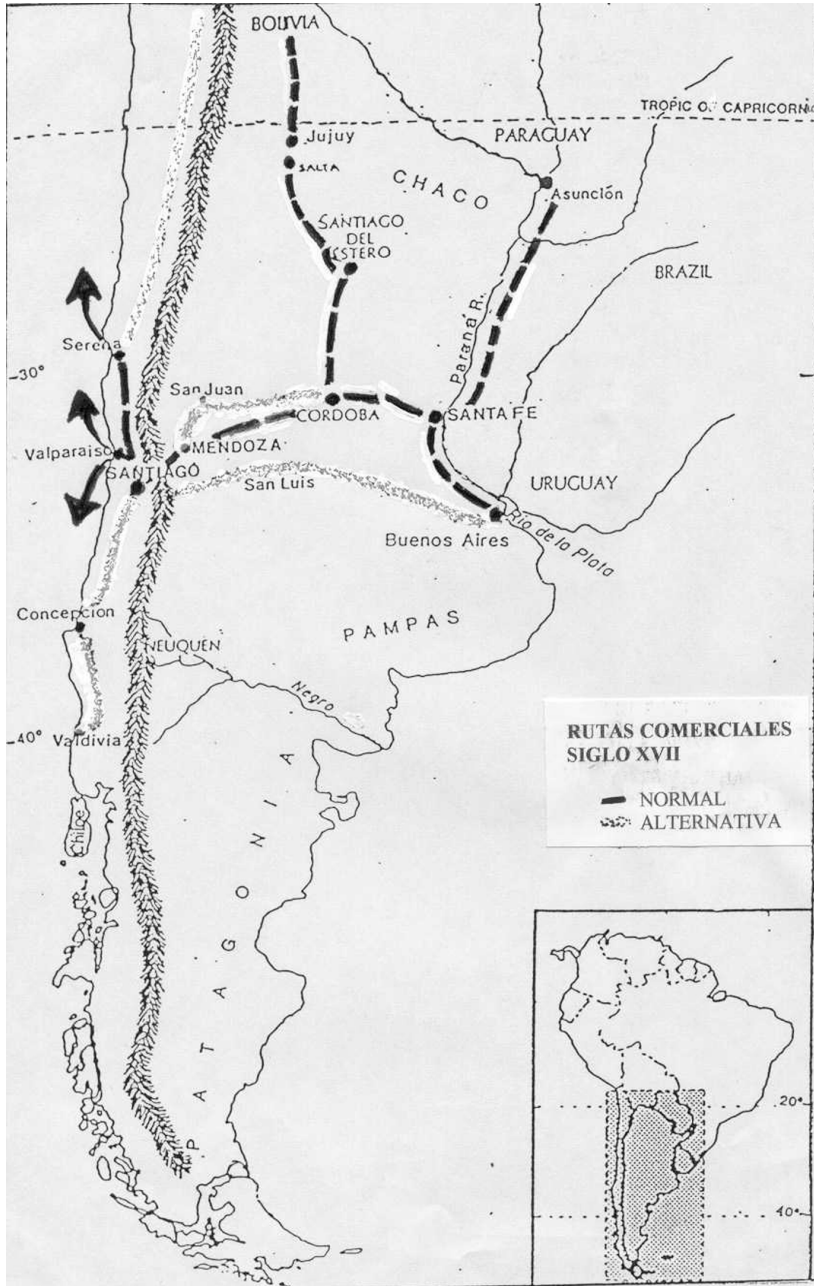 BOLIVIA
TROPIC OF CAPRICORN
Jujuy
PARAGUAY
SALTA
CHACO
Asunción
SANTIAGO
DEL
ESTERO
BRAZIL
Paraná R.
Serena
30°
San Juan
CORDOBA
SANTA FE
Valparaiso
MENDOZA
SANTIAGO
San Luis
URUGUAY
Buenos Aires
Río de la Plata
Concepción
PAMPAS
NEUQUEN
Negro
40°
Valdivia
RUTAS COMERCIALES
SIGLO XVII
NORMAL
ALTERNATIVA
Chiloe
PATAGONIA
20°
40°